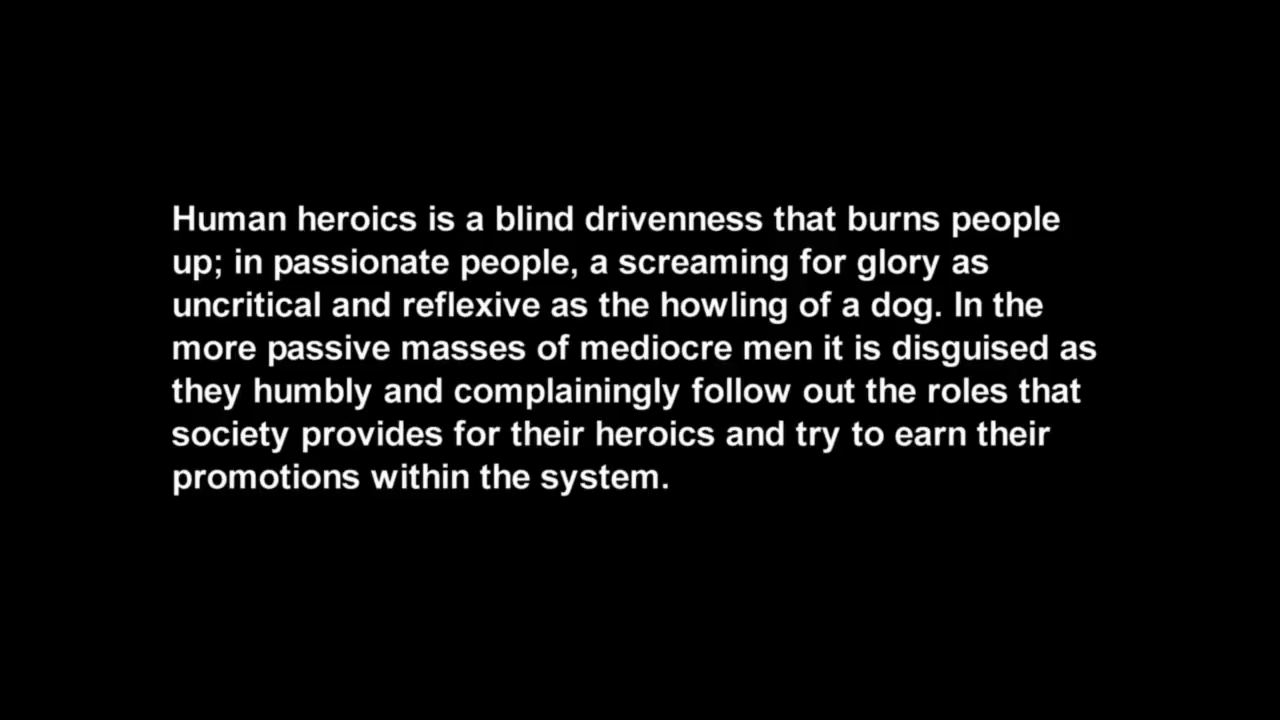 Human heroics is a blind drivenness that burns people
up; in passionate people, a screaming for glory as
uncritical and reflexive as the howling of a dog. In the
more passive masses of mediocre men it is disguised as
they humbly and complainingly follow out the roles that
society provides for their heroics and try to earn their
promotions within the system.